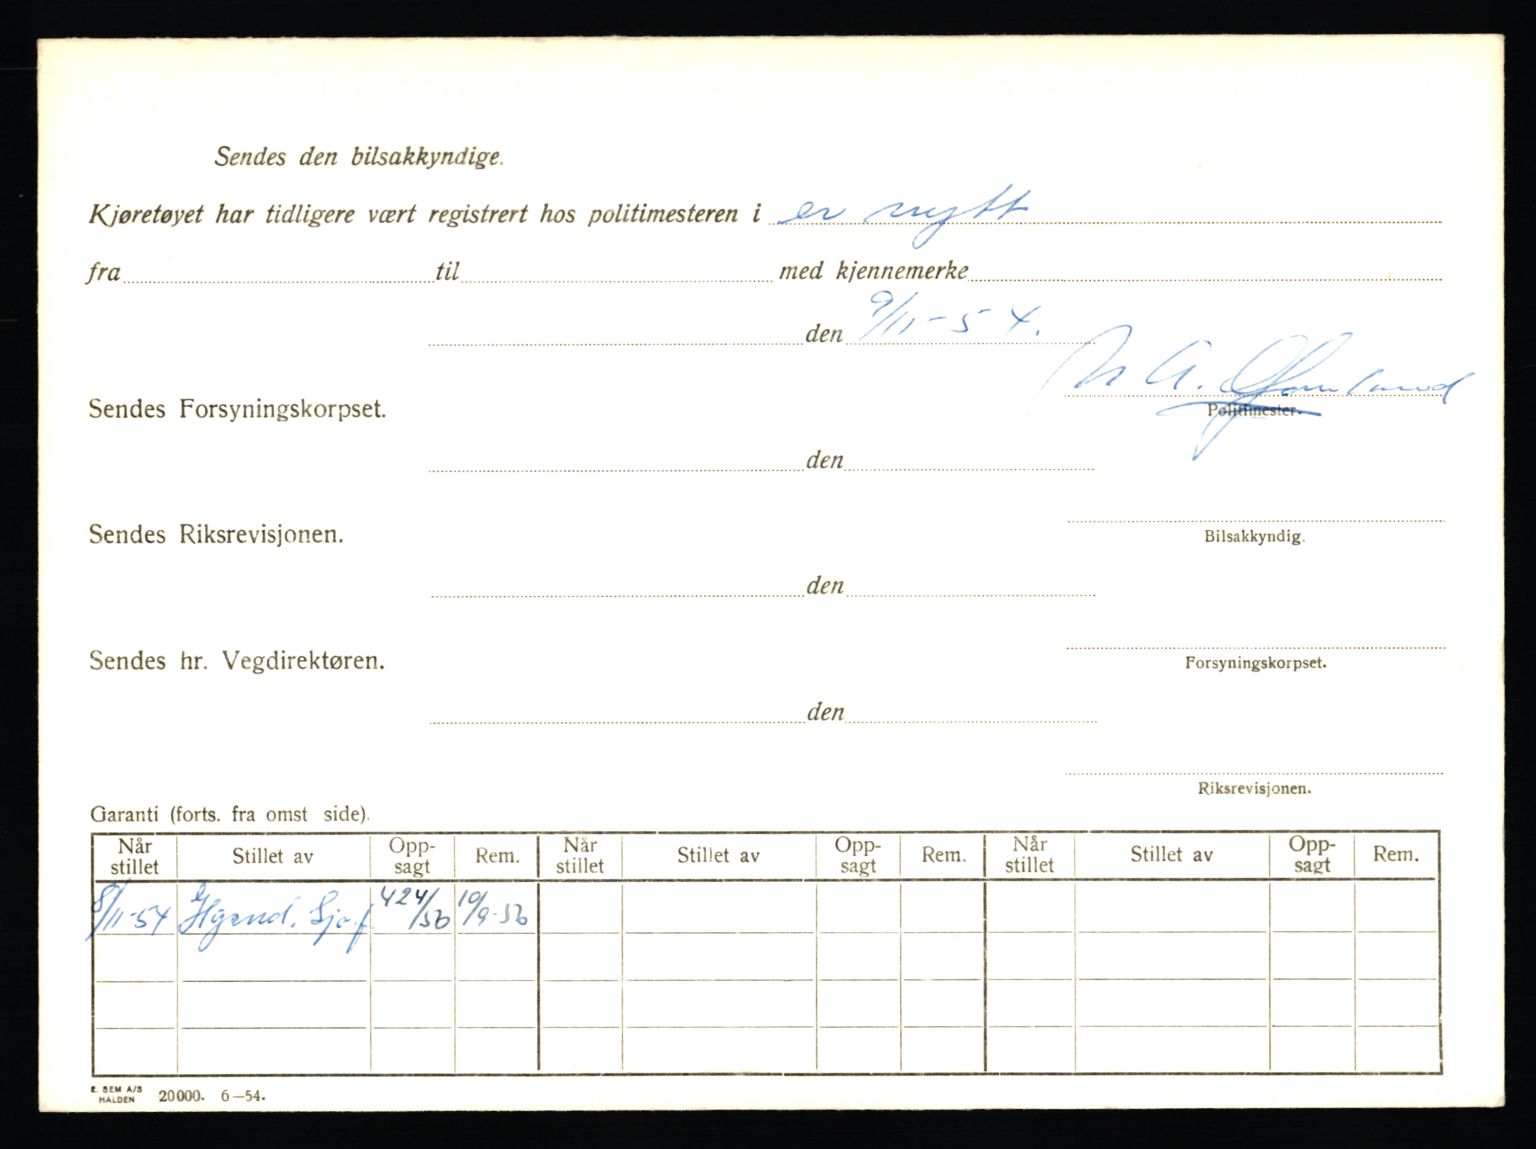 Sendes den bilsakkyndige.
Kjøretøyet har tidligere vært registrert hos politimesteren i er nytt
fra til med kjennemerke
den 9/11-54.
Sendes Forsyningskorpset.
Politimester.
den
Sendes Riksrevisjonen.
Bilsakkyndig.
den
Sendes hr. Vegdirektøren.
Forsyningskorpset.
den
Riksrevisjonen.
Garanti (forts. fra omst side).
Når stillet Stillet av Opp-sagt Rem. Når stillet Stillet av Opp-sagt Rem. Når stillet Stillet av Opp-sagt Rem.
8/11-54 424/56 10/9-56
E. SEM A/S
HALDEN 20000. 6—54.